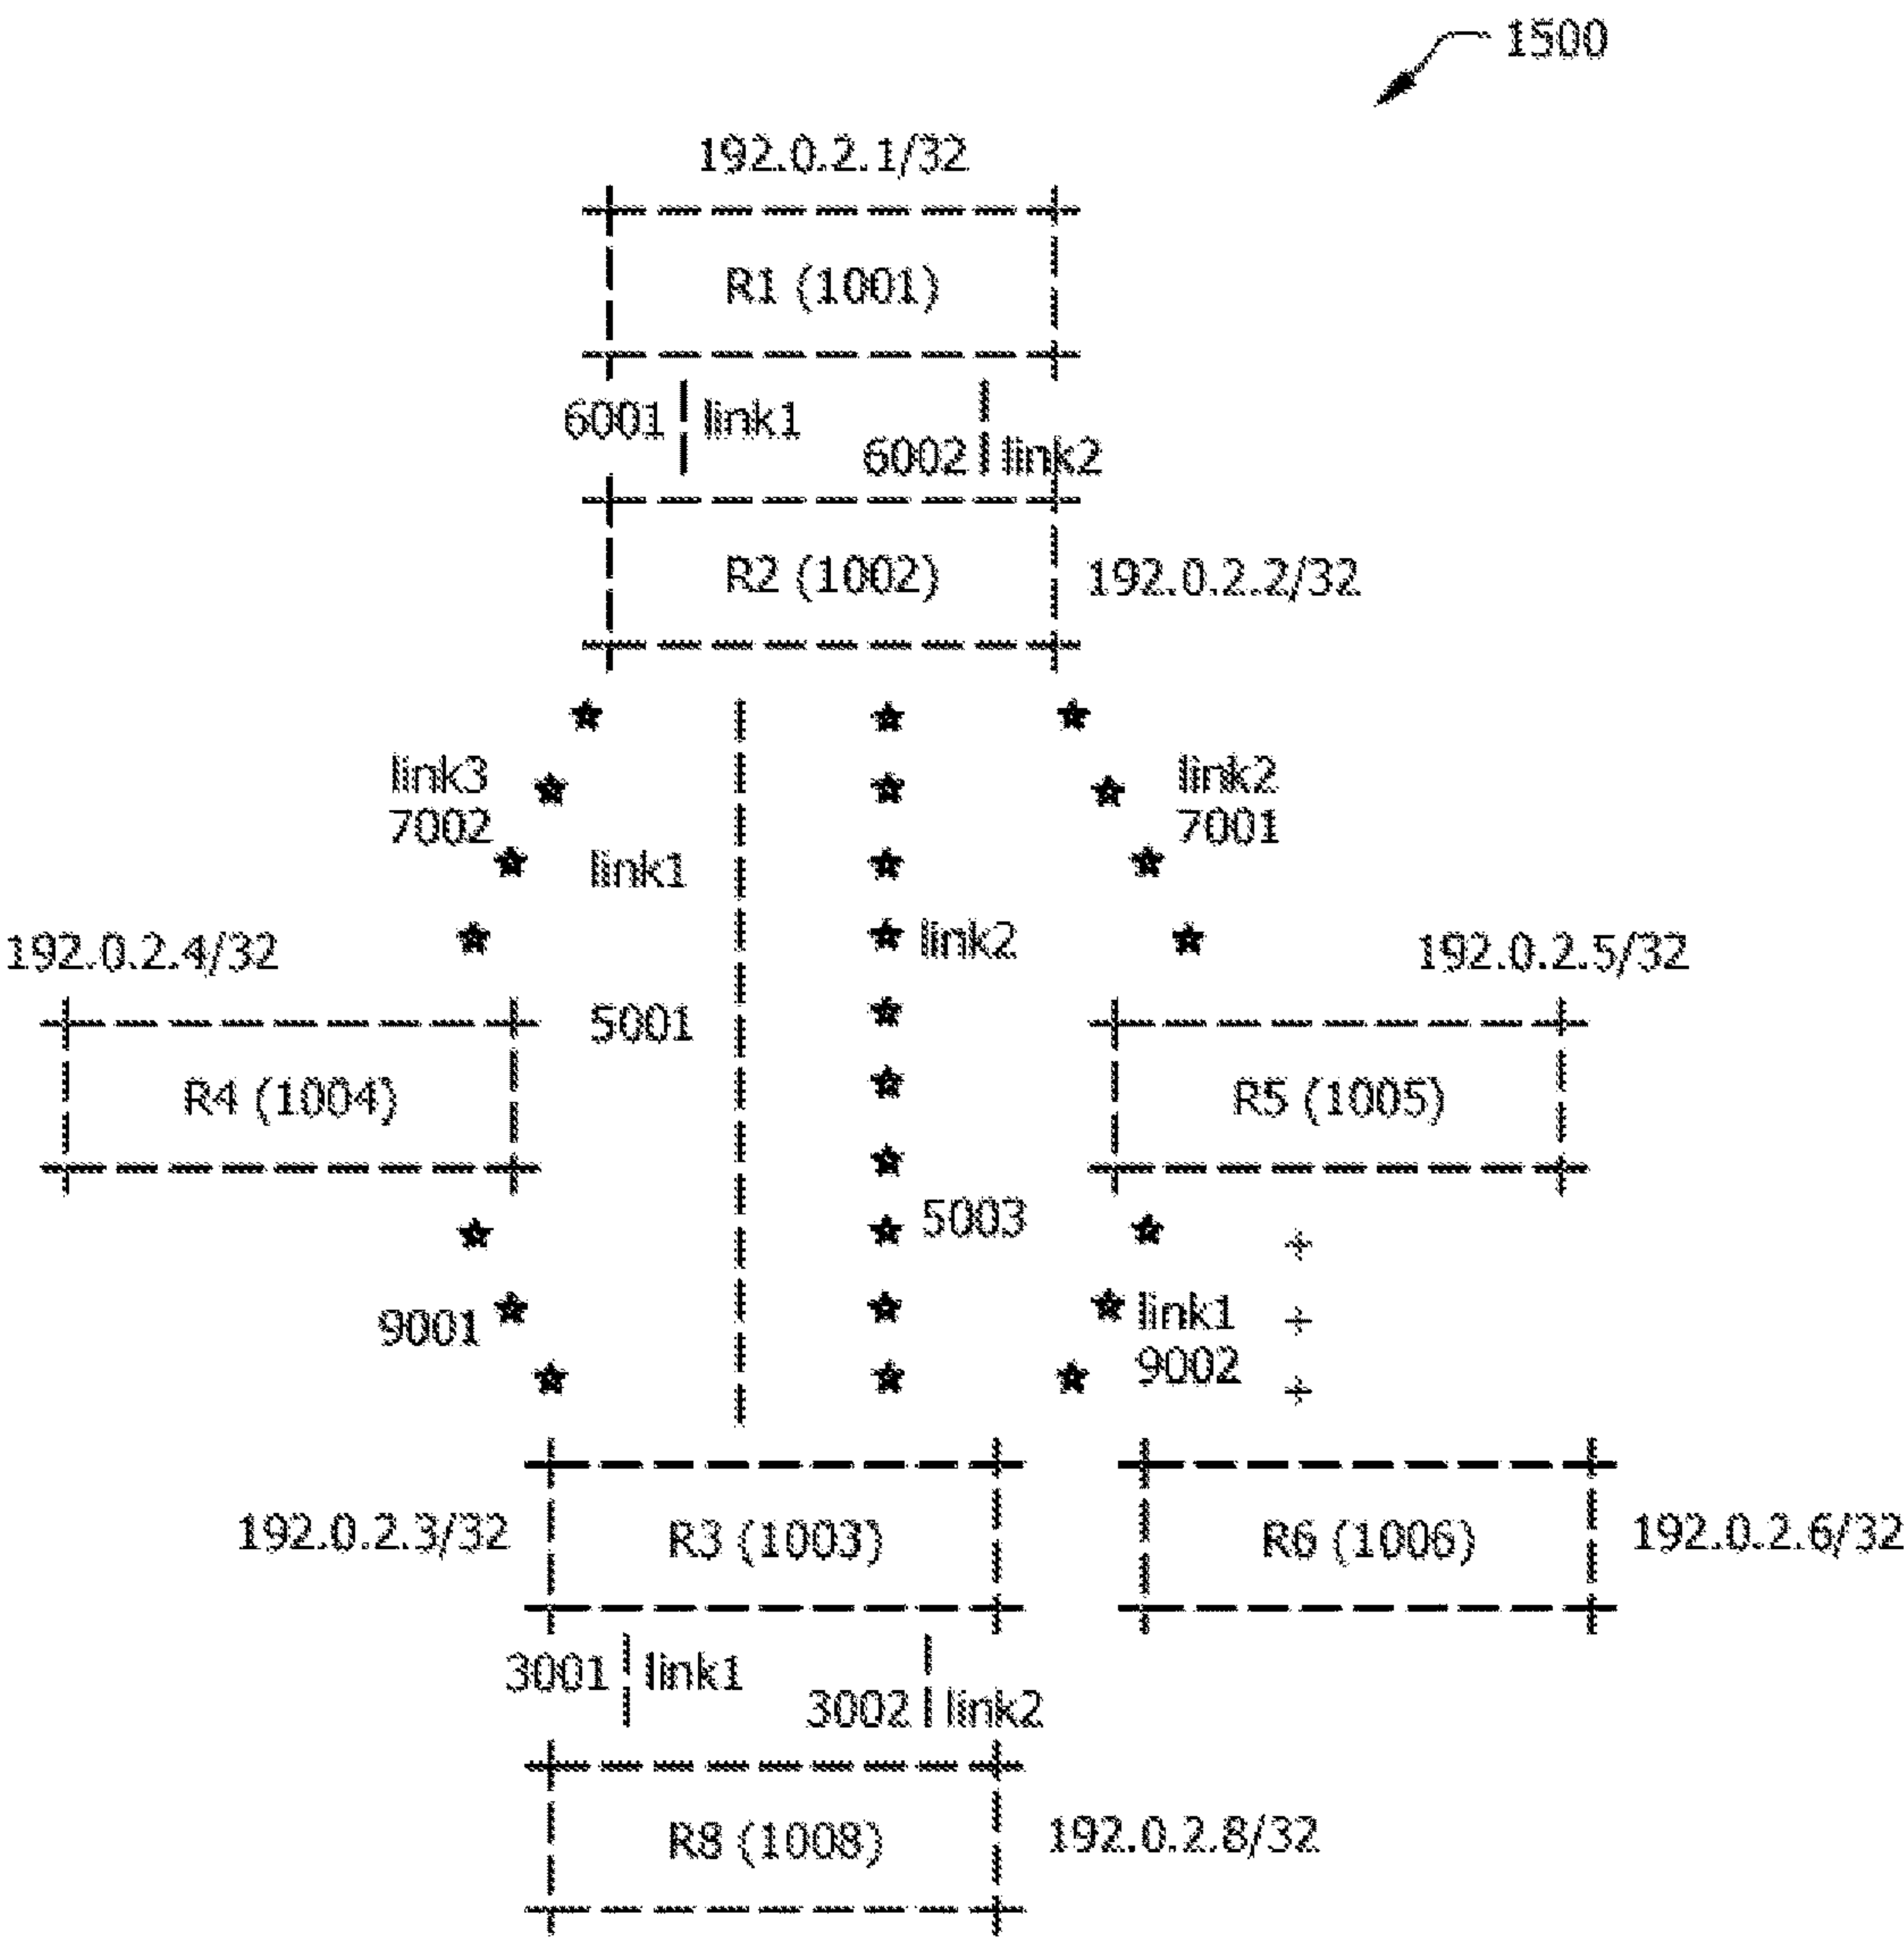 1500
192.0.2.1/32
R1 (1001)
6001 link1
6002 link2
R2 (1002) 192.0.2.2/32
link3
7002
link2
7001
link1
link2
192.0.2.4/32
192.0.2.5/32
5001
R4 (1004)
R5 (1005)
5003
9001
link1
9002
192.0.2.3/32 R3 (1003)
R6 (1006) 192.0.2.6/32
3001 link1
3002 link2
R8 (1008) 192.0.2.8/32